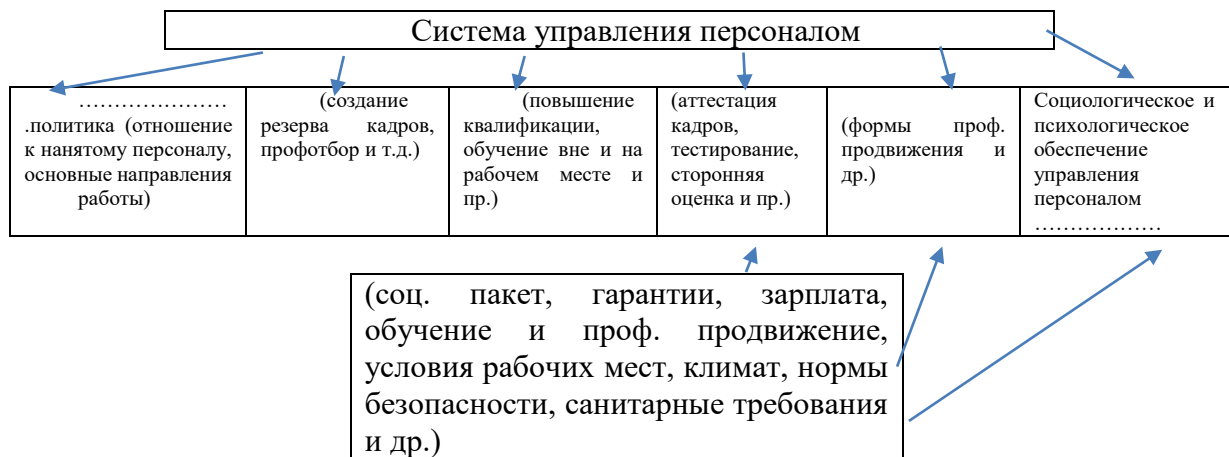 Система управления персоналом
…………………
.политика (отношение
к нанятому персоналу,
основные направления
работы)
(создание
резерва кадров,
профотбор и т.д.)
(повышение
квалификации,
обучение вне и на
рабочем месте и
пр.)
(аттестация
кадров,
тестирование,
сторонняя
оценка и пр.)
(формы проф.
продвижения и
др.)
Социологическое и
психологическое
обеспечение
управления
персоналом
………………
(соц. пакет, гарантии, зарплата,
обучение и проф. продвижение,
условия рабочих мест, климат, нормы
безопасности, санитарные требования
и др.)